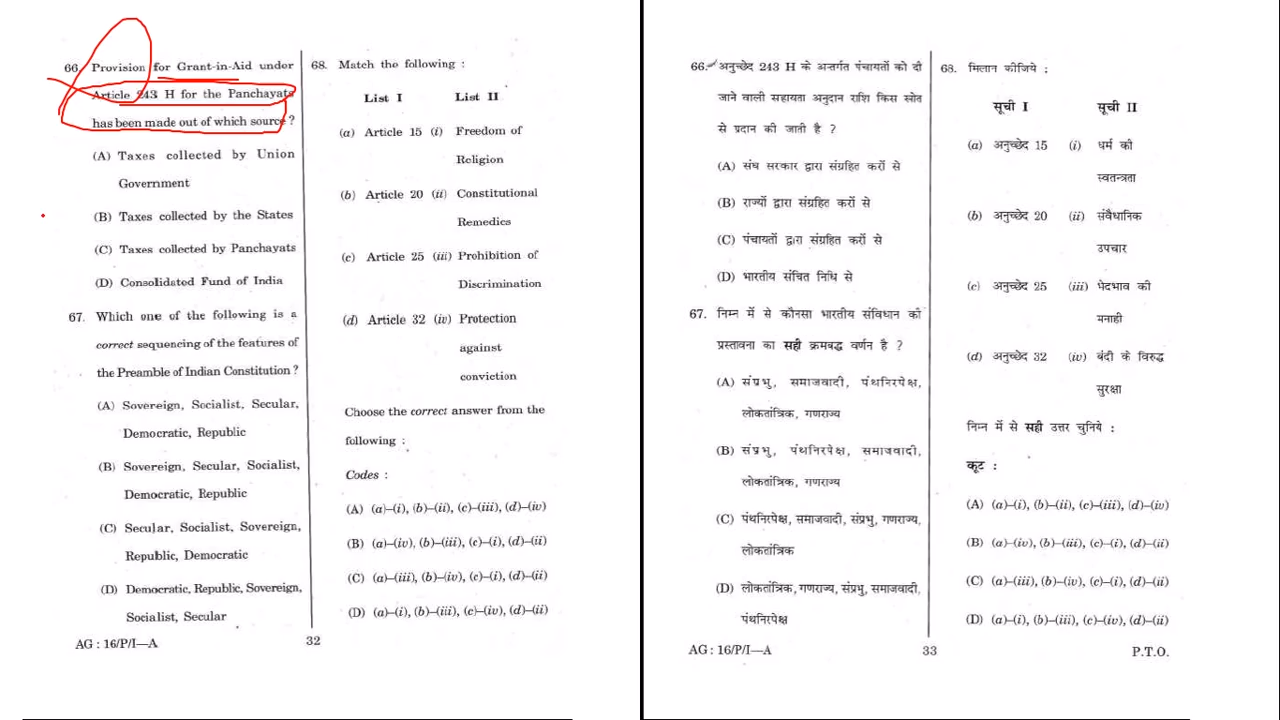 66. Provision for Grant-in-Aid under
Article 243 H for the Panchayats
has been made out of which source ?
(A) Taxes collected by Union
Government
(B) Taxes collected by the States
(C) Taxes collected by Panchayats
(D) Consolidated Fund of India
67. Which one of the following is a
correct sequencing of the features of
the Preamble of Indian Constitution ?
(A) Sovereign, Socialist, Secular,
Democratic, Republic
(B) Sovereign, Secular, Socialist,
Democratic, Republic
(C) Secular, Socialist, Sovereign,
Republic, Democratic
(D) Democratic, Republic, Sovereign,
Socialist, Secular
AG : 16/P/I—A
68. Match the following :
List I List II
(a) Article 15 (i) Freedom of
Religion
(b) Article 20 (ii) Constitutional
Remedics
(c) Article 25 (iii) Prohibition of
Discrimination
(d) Article 32 (iv) Protection
against
conviction
Choose the correct answer from the
following :
Codes :
(A) (a)–(i), (b)–(ii), (c)–(iii), (d)–(iv)
(B) (a)–(iv), (b)–(iii), (c)–(i), (d)–(ii)
(C) (a)–(iii), (b)–(iv), (c)–(i), (d)–(ii)
(D) (a)–(i), (b)–(iii), (c)–(iv), (d)–(ii)
32
66. अनुच्छेद 243 H के अन्तर्गत पंचायतों को दी
जाने वाली सहायता अनुदान राशि किस स्रोत
से प्रदान की जाती है ?
(A) संघ सरकार द्वारा संग्रहित करों से
(B) राज्यों द्वारा संग्रहित करों से
(C) पंचायतों द्वारा संग्रहित करों से
(D) भारतीय संचित निधि से
67. निम्न में से कौनसा भारतीय संविधान की
प्रस्तावना का सही क्रमबद्ध वर्णन है ?
(A) संप्रभु, समाजवादी, पंथनिरपेक्ष,
लोकतांत्रिक, गणराज्य
(B) संप्रभु, पंथनिरपेक्ष, समाजवादी,
लोकतांत्रिक, गणराज्य
(C) पंथनिरपेक्ष, समाजवादी, संप्रभु, गणराज्य,
लोकतांत्रिक
(D) लोकतांत्रिक, गणराज्य, संप्रभु, समाजवादी,
पंथनिरपेक्ष
AG : 16/P/I—A
68. मिलान कीजिये :
सूची I सूची II
(a) अनुच्छेद 15 (i) धर्म की
स्वतन्त्रता
(b) अनुच्छेद 20 (ii) संवैधानिक
उपचार
(c) अनुच्छेद 25 (iii) भेदभाव की
मनाही
(d) अनुच्छेद 32 (iv) बंदी के विरुद्ध
सुरक्षा
निम्न में से सही उत्तर चुनिये :
कूट :
(A) (a)–(i), (b)–(ii), (c)–(iii), (d)–(iv)
(B) (a)–(iv), (b)–(iii), (c)–(i), (d)–(ii)
(C) (a)–(iii), (b)–(iv), (c)–(i), (d)–(ii)
(D) (a)–(i), (b)–(iii), (c)–(iv), (d)–(ii)
33 P.T.O.